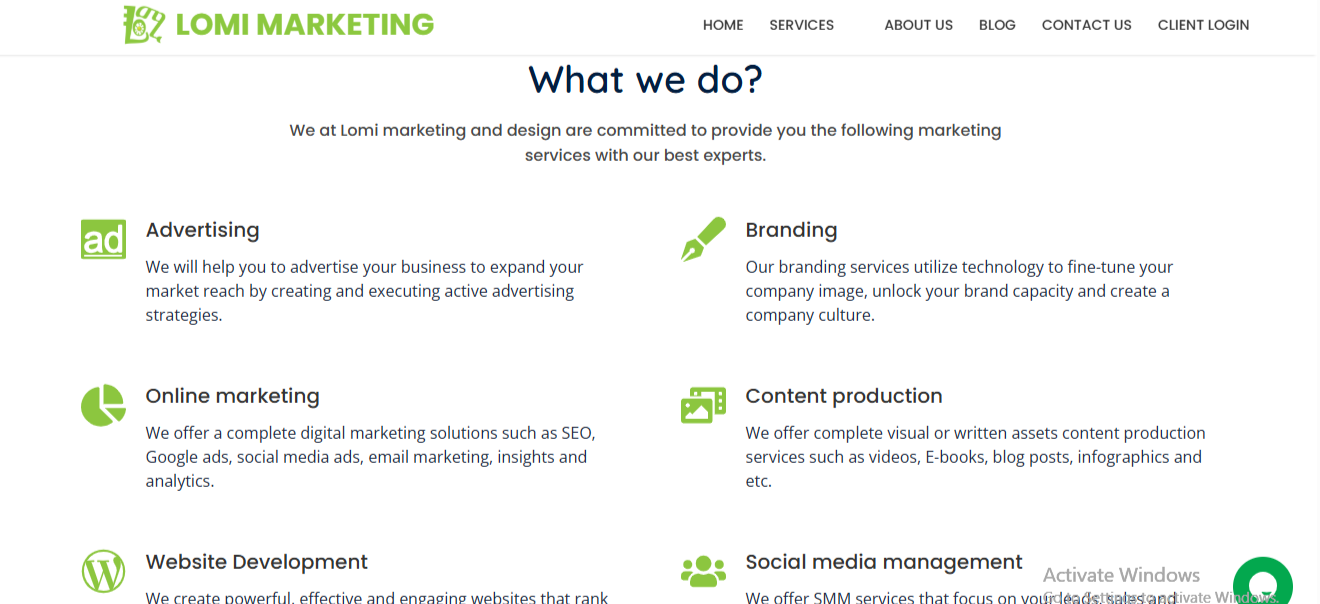 LOMI MARKETING
HOME SERVICES ABOUT US BLOG CONTACT US CLIENT LOGIN
What we do?
We at Lomi marketing and design are committed to provide you the following marketing
services with our best experts.
ad
Advertising
We will help you to advertise your business to expand your
market reach by creating and executing active advertising
strategies.
Branding
Our branding services utilize technology to fine-tune your
company image, unlock your brand capacity and create a
company culture.
Online marketing
We offer a complete digital marketing solutions such as SEO,
Google ads, social media ads, email marketing, insights and
analytics.
Content production
We offer complete visual or written assets content production
services such as videos, E-books, blog posts, infographics and
etc.
Website Development
We create powerful, effective and engaging websites that rank
Social media management
We offer SMM services that focus on your leads, sales and
Activate Windows
Go to Settings to activate Windows.